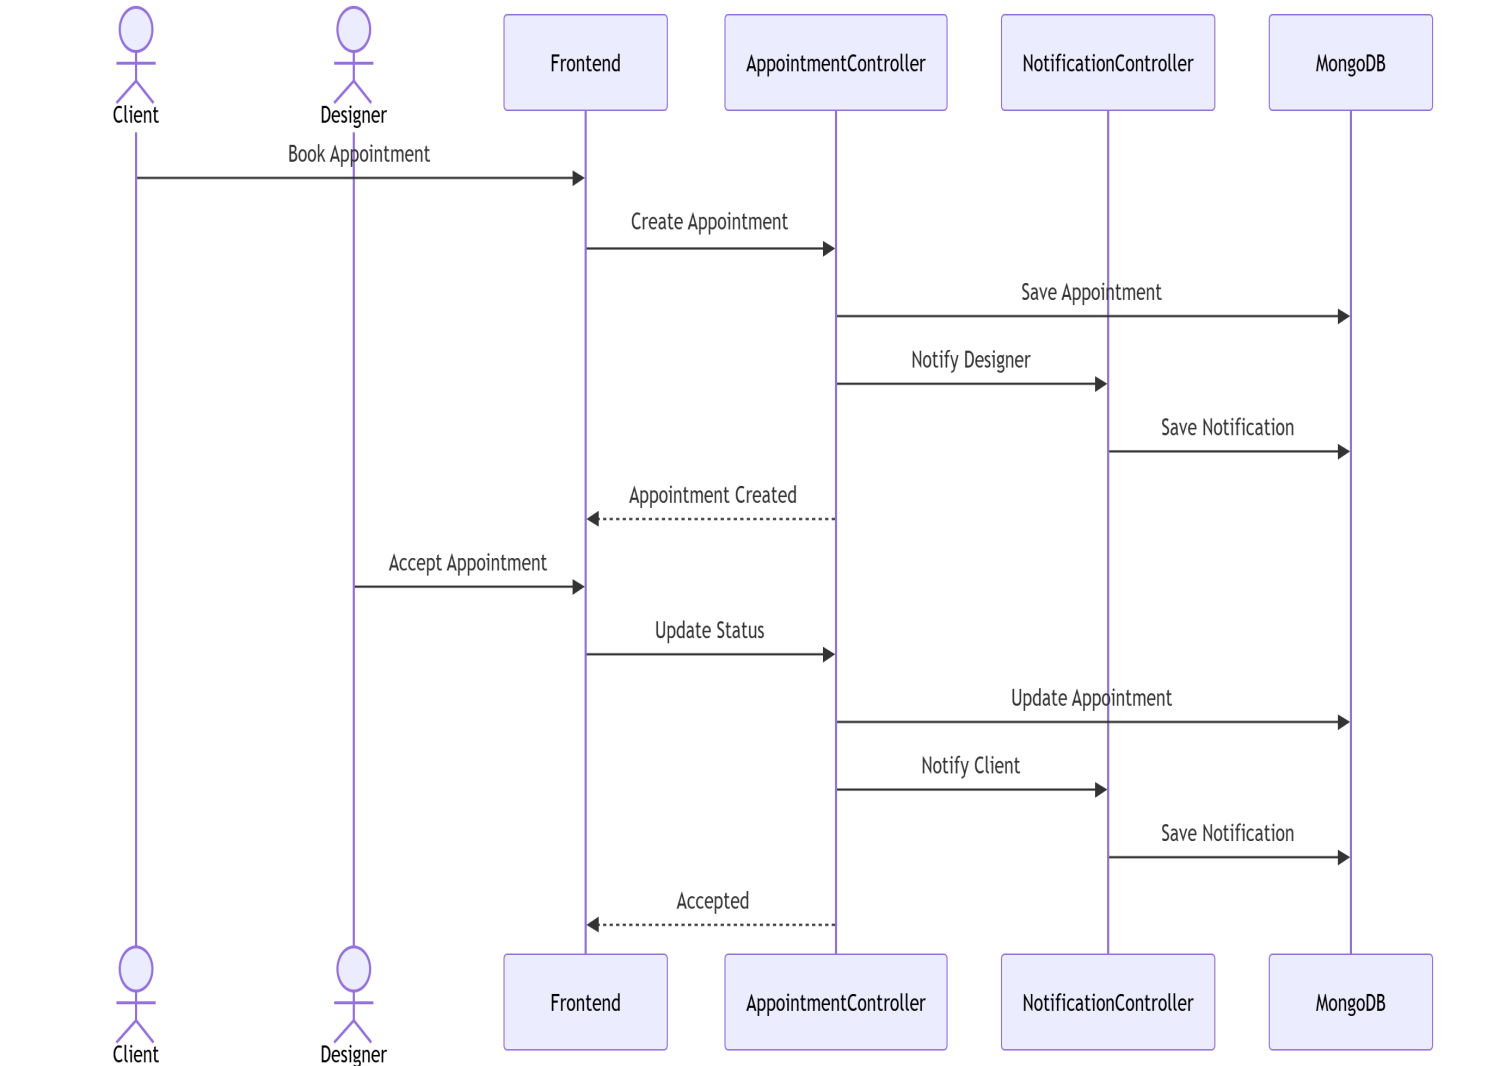 Client
Designer
Frontend
AppointmentController
NotificationController
MongoDB
Book Appointment
Create Appointment
Save Appointment
Notify Designer
Save Notification
Appointment Created
Accept Appointment
Update Status
Update Appointment
Notify Client
Save Notification
Accepted
Client
Designer
Frontend
AppointmentController
NotificationController
MongoDB